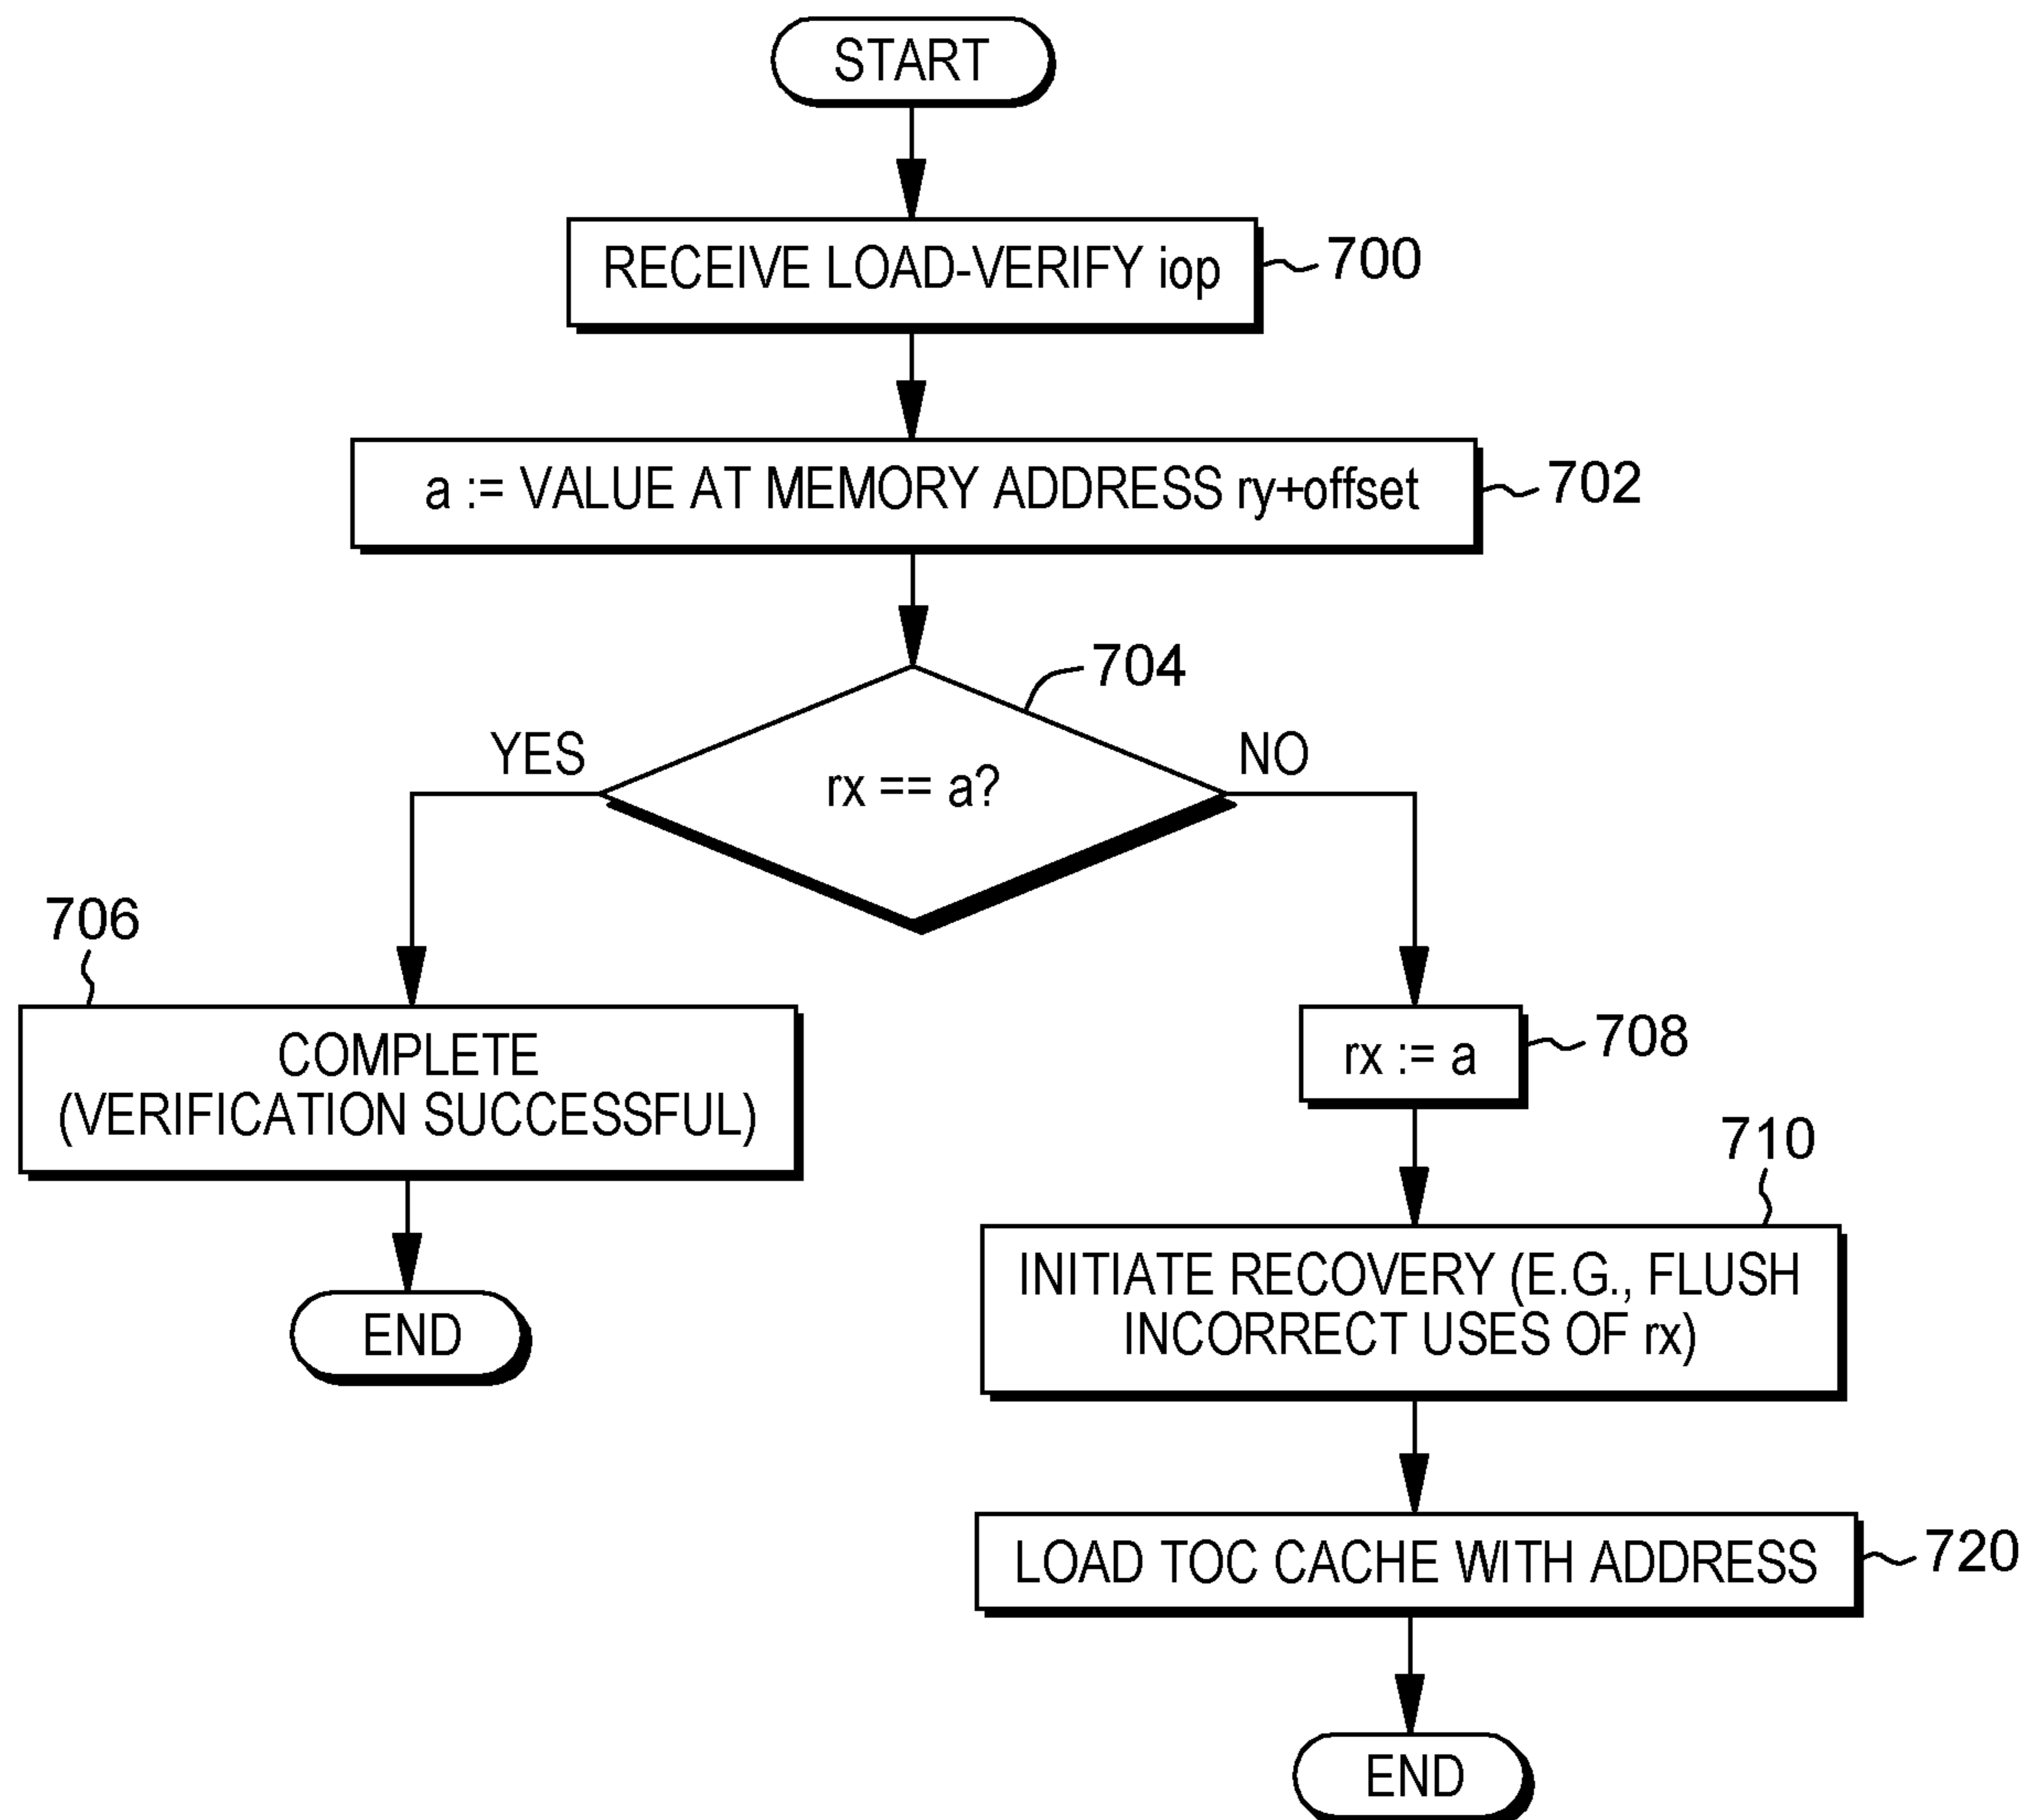 START
RECEIVE LOAD-VERIFY iop
700
a := VALUE AT MEMORY ADDRESS ry+offset
702
704
YES
rx == a?
NO
706
COMPLETE
(VERIFICATION SUCCESSFUL)
END
rx := a
708
710
INITIATE RECOVERY (E.G., FLUSH
INCORRECT USES OF rx)
LOAD TOC CACHE WITH ADDRESS
720
END